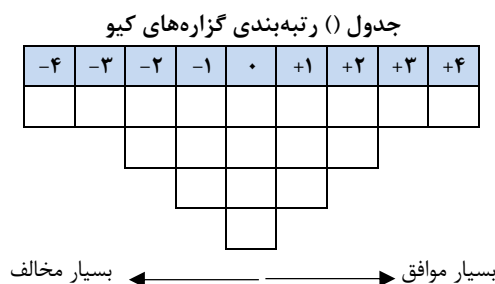 جدول () رتبه‌بندی گزاره‌های کیو
−۴ −۳ −۲ −۱ ۰ +۱ +۲ +۳ +۴
بسیار موافق بسیار مخالف